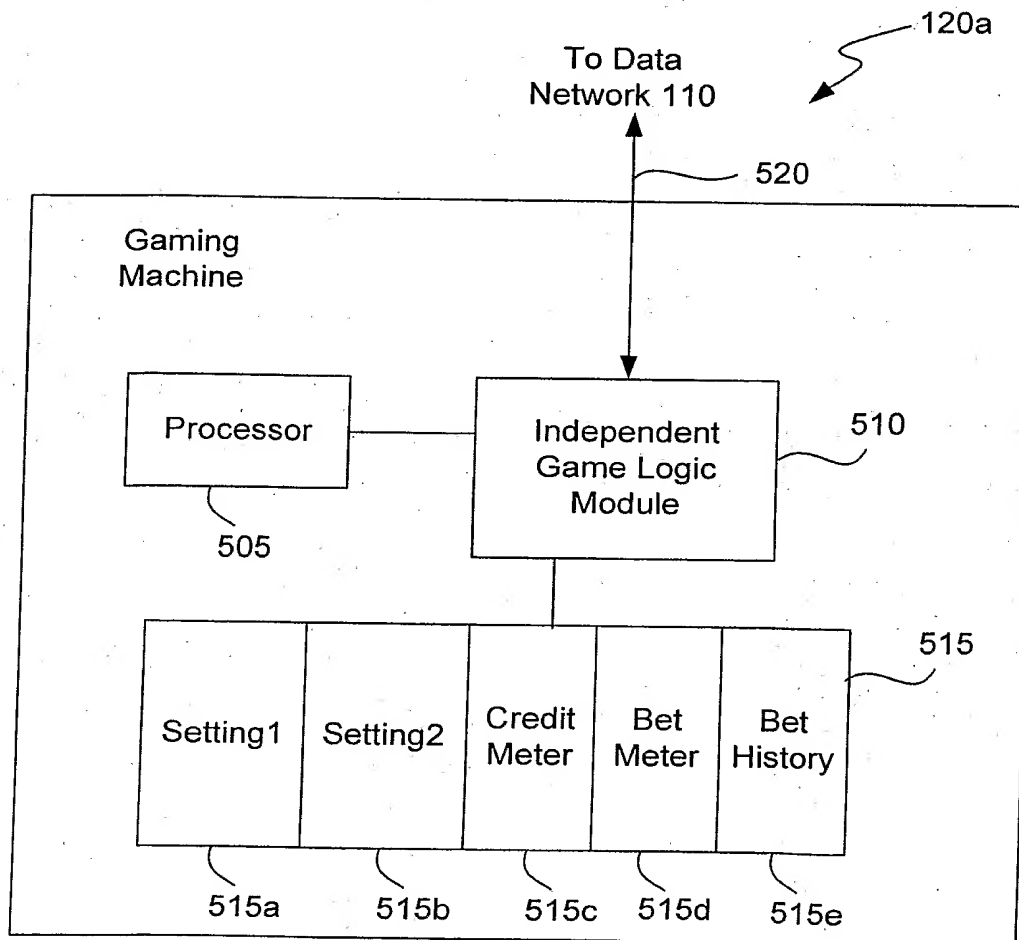 120a
To Data
Network 110
520
Gaming
Machine
Processor
Independent
Game Logic
Module
510
505
515
Setting1
Setting2
Credit
Meter
Bet
Meter
Bet
History
515a
515b
515c
515d
515e